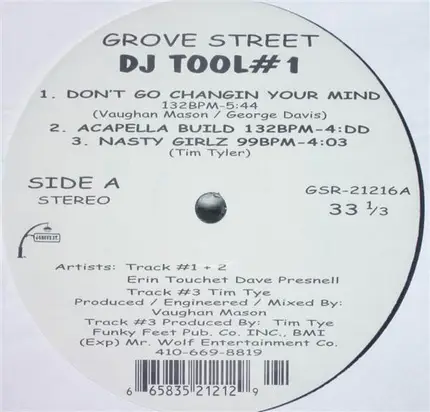 GROVE STREET
DJ TOOL#1
1. DON'T GO CHANGIN YOUR MIND
132BPM-5:44
(Vaughan Mason / George Davis)
2. ACAPELLA BUILD 132BPM-4:DD
3. NASTY GIRLZ 99BPM-4:03
(Tim Tyler)
SIDE A
STEREO
GSR-21216A
33 1/3
Artists: Track #1 + 2
Erin Touchet Dave Presnell
Track #3 Tim Tye
Produced / Engineered / Mixed By:
Vaughan Mason
Track #3 Produced By: Tim Tye
Funky Feet Pub. Co. INC., BMI
(Exp) Mr. Wolf Entertainment Co.
410-669-8819
6 65835 21212 9